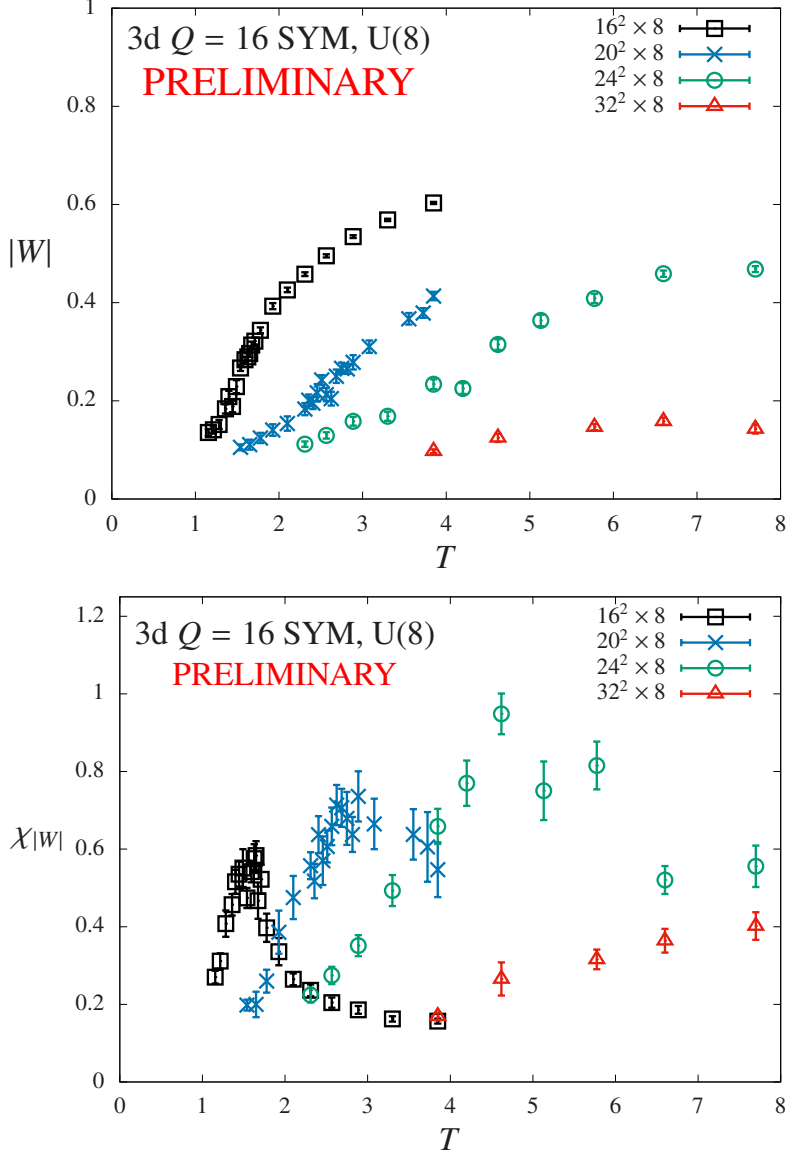 3d Q = 16 SYM, U(8)
PRELIMINARY
16² × 8
20² × 8
24² × 8
32² × 8
|W|
1
0.8
0.6
0.4
0.2
0
0 1 2 3 4 5 6 7 8
T
3d Q = 16 SYM, U(8)
PRELIMINARY
16² × 8
20² × 8
24² × 8
32² × 8
χ|W|
1.2
1
0.8
0.6
0.4
0.2
0
0 1 2 3 4 5 6 7 8
T